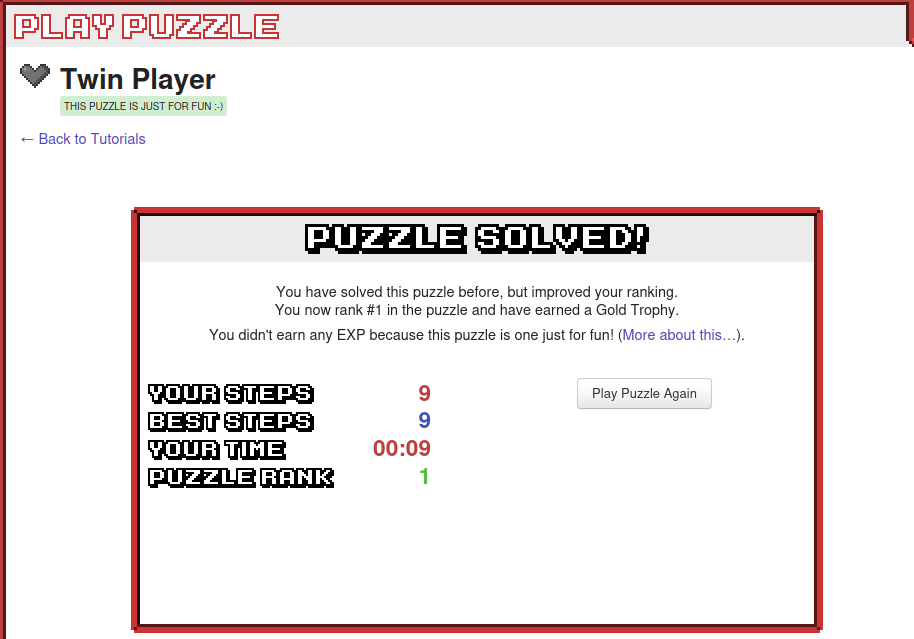 PLAY PUZZLE
Twin Player
THIS PUZZLE IS JUST FOR FUN :-)
← Back to Tutorials
PUZZLE SOLVED!
You have solved this puzzle before, but improved your ranking.
You now rank #1 in the puzzle and have earned a Gold Trophy.
You didn't earn any EXP because this puzzle is one just for fun! (More about this…).
YOUR STEPS 9
Play Puzzle Again
BEST STEPS 9
YOUR TIME 00:09
PUZZLE RANK 1